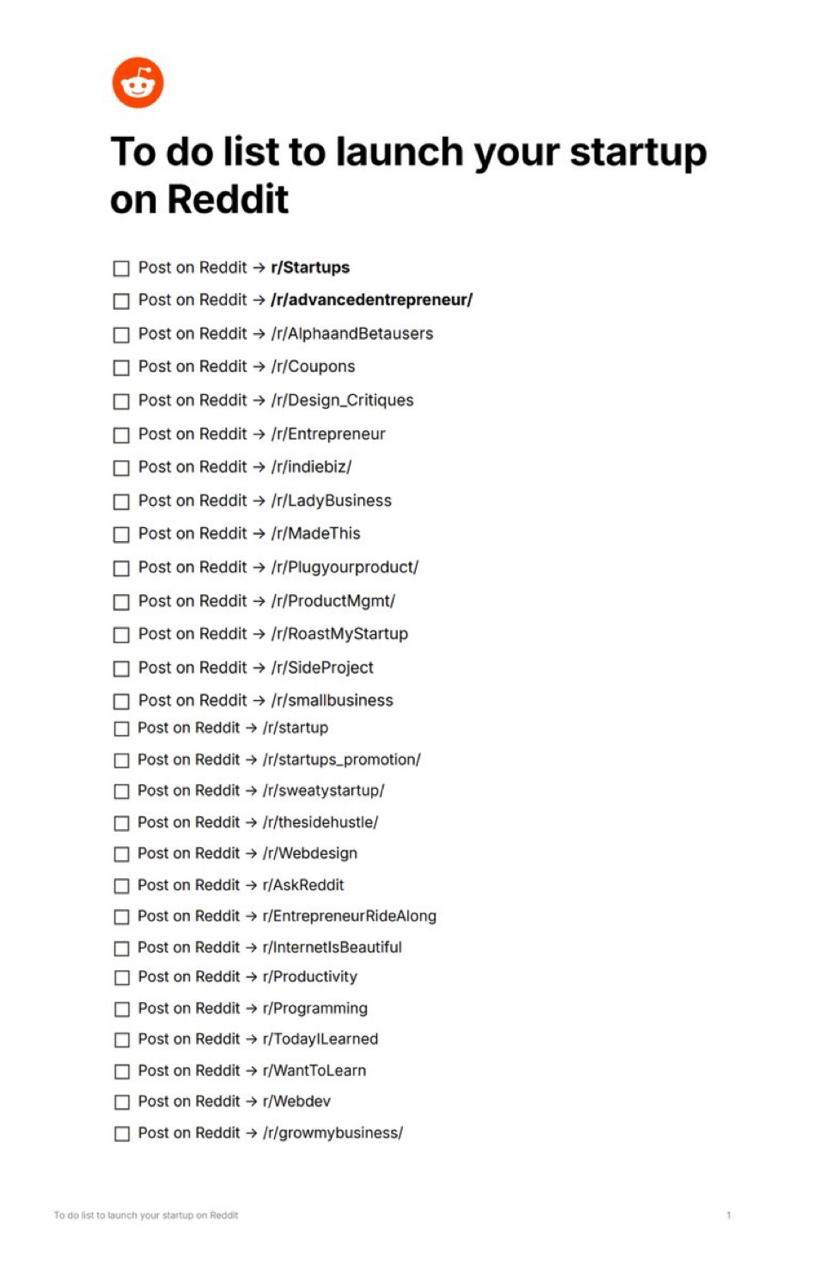 To do list to launch your startup
on Reddit
Post on Reddit → r/Startups
Post on Reddit → /r/advancedentrepreneur/
Post on Reddit → /r/AlphaandBetausers
Post on Reddit → /r/Coupons
Post on Reddit → /r/Design_Critiques
Post on Reddit → /r/Entrepreneur
Post on Reddit → /r/indiebiz/
Post on Reddit → /r/LadyBusiness
Post on Reddit → /r/MadeThis
Post on Reddit → /r/Plugyourproduct/
Post on Reddit → /r/ProductMgmt/
Post on Reddit → /r/RoastMyStartup
Post on Reddit → /r/SideProject
Post on Reddit → /r/smallbusiness
Post on Reddit → /r/startup
Post on Reddit → /r/startups_promotion/
Post on Reddit → /r/sweatystartup/
Post on Reddit → /r/thesidehustle/
Post on Reddit → /r/Webdesign
Post on Reddit → r/AskReddit
Post on Reddit → r/EntrepreneurRideAlong
Post on Reddit → r/InternetIsBeautiful
Post on Reddit → r/Productivity
Post on Reddit → r/Programming
Post on Reddit → r/TodayILearned
Post on Reddit → r/WantToLearn
Post on Reddit → r/Webdev
Post on Reddit → /r/growmybusiness/
To do list to launch your startup on Reddit 1